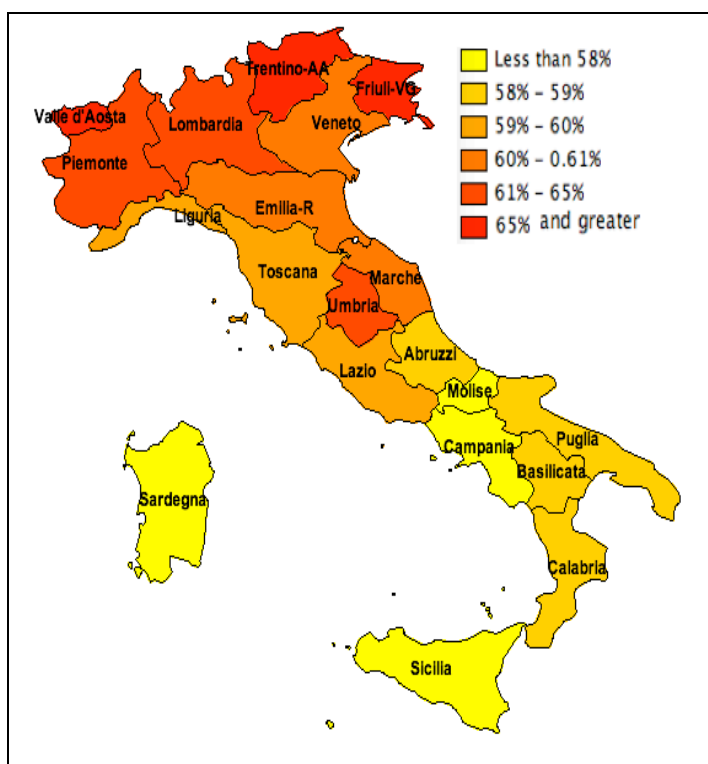 Less than 58%
58% – 59%
59% – 60%
60% – 0.61%
61% – 65%
65% and greater
Trentino-AA
Friuli-VG
Valle d'Aosta
Lombardia
Veneto
Piemonte
Emilia-R
Liguria
Toscana
Marche
Umbria
Abruzzi
Lazio
Molise
Puglia
Campania
Basilicata
Sardegna
Calabria
Sicilia